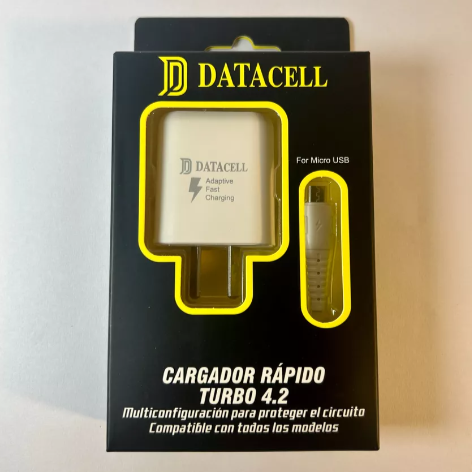 DATACELL
DATACELL
Adaptive
Fast
Charging
For Micro USB
CARGADOR RÁPIDO
TURBO 4.2
Multiconfiguración para proteger el circuito
Compatible con todos los modelos